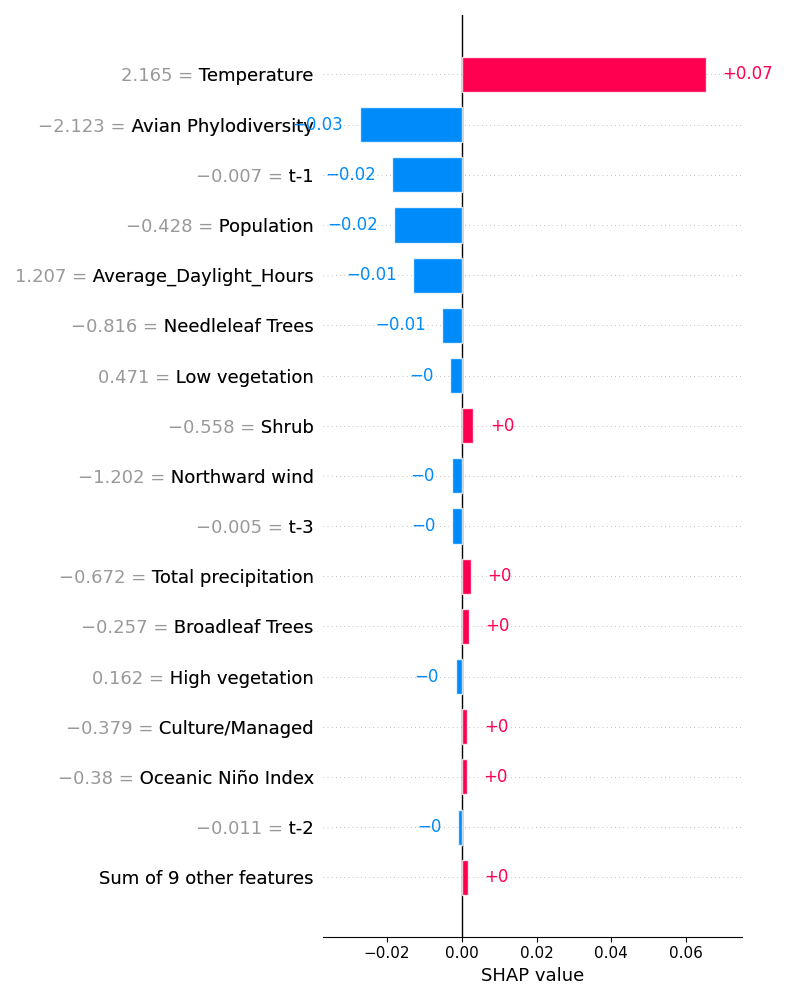 2.165 = Temperature +0.07
−2.123 = Avian Phylodiversity −0.03
−0.007 = t-1 −0.02
−0.428 = Population −0.02
1.207 = Average_Daylight_Hours −0.01
−0.816 = Needleleaf Trees −0.01
0.471 = Low vegetation −0
−0.558 = Shrub +0
−1.202 = Northward wind −0
−0.005 = t-3 −0
−0.672 = Total precipitation +0
−0.257 = Broadleaf Trees +0
0.162 = High vegetation −0
−0.379 = Culture/Managed +0
−0.38 = Oceanic Niño Index +0
−0.011 = t-2 −0
Sum of 9 other features +0
−0.02 0.00 0.02 0.04 0.06
SHAP value